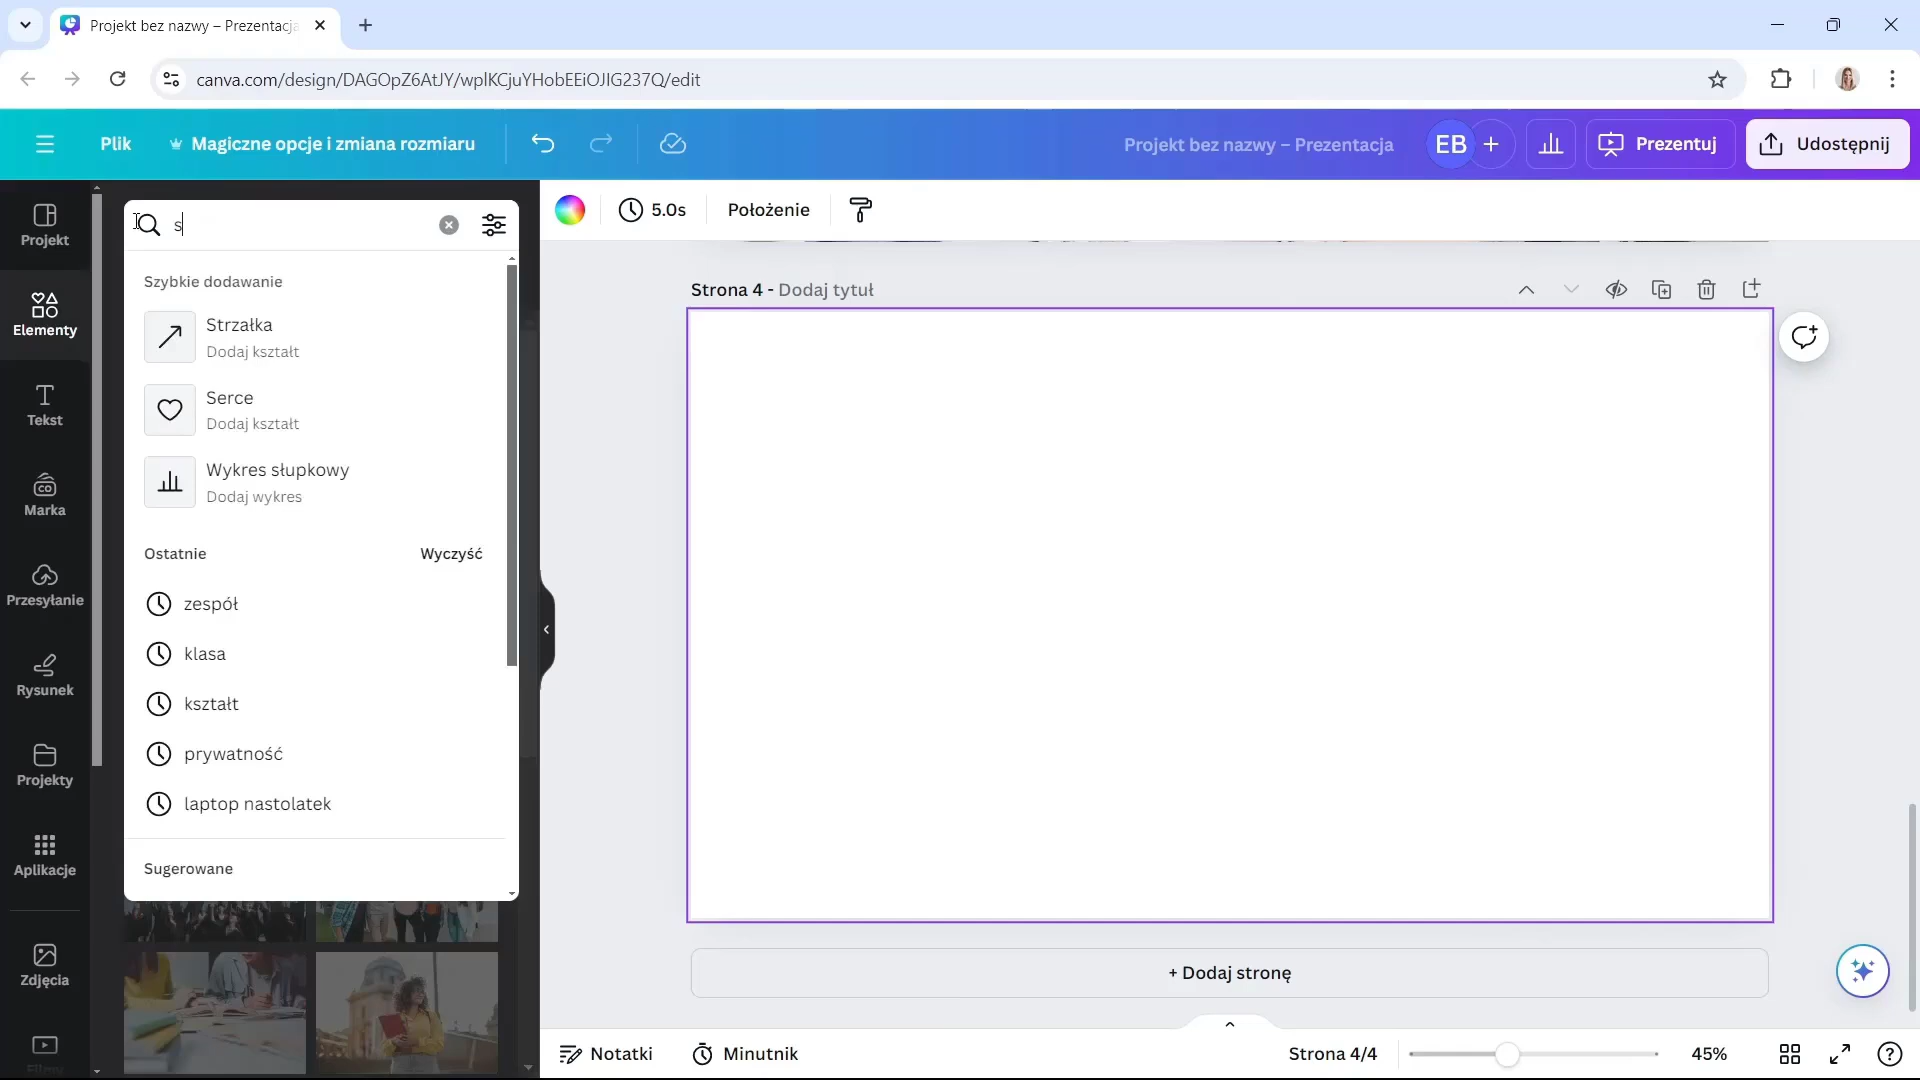 Projekt bez nazwy – Prezentacja
canva.com/design/DAGOpZ6AtJY/wplKCjuYHobEEiOJIG237Q/edit
Plik
Magiczne opcje i zmiana rozmiaru
Projekt bez nazwy – Prezentacja
EB
Prezentuj
Udostępnij
5.0s
Położenie
Projekt
Elementy
Tekst
Marka
Przesyłanie
Rysunek
Projekty
Aplikacje
Zdjęcia
Filmy
s
Szybkie dodawanie
Strzałka
Dodaj kształt
Serce
Dodaj kształt
Wykres słupkowy
Dodaj wykres
Ostatnie Wyczyść
zespół
klasa
kształt
prywatność
laptop nastolatek
Sugerowane
Strona 4 - Dodaj tytuł
+ Dodaj stronę
Notatki
Minutnik
Strona 4/4
45%